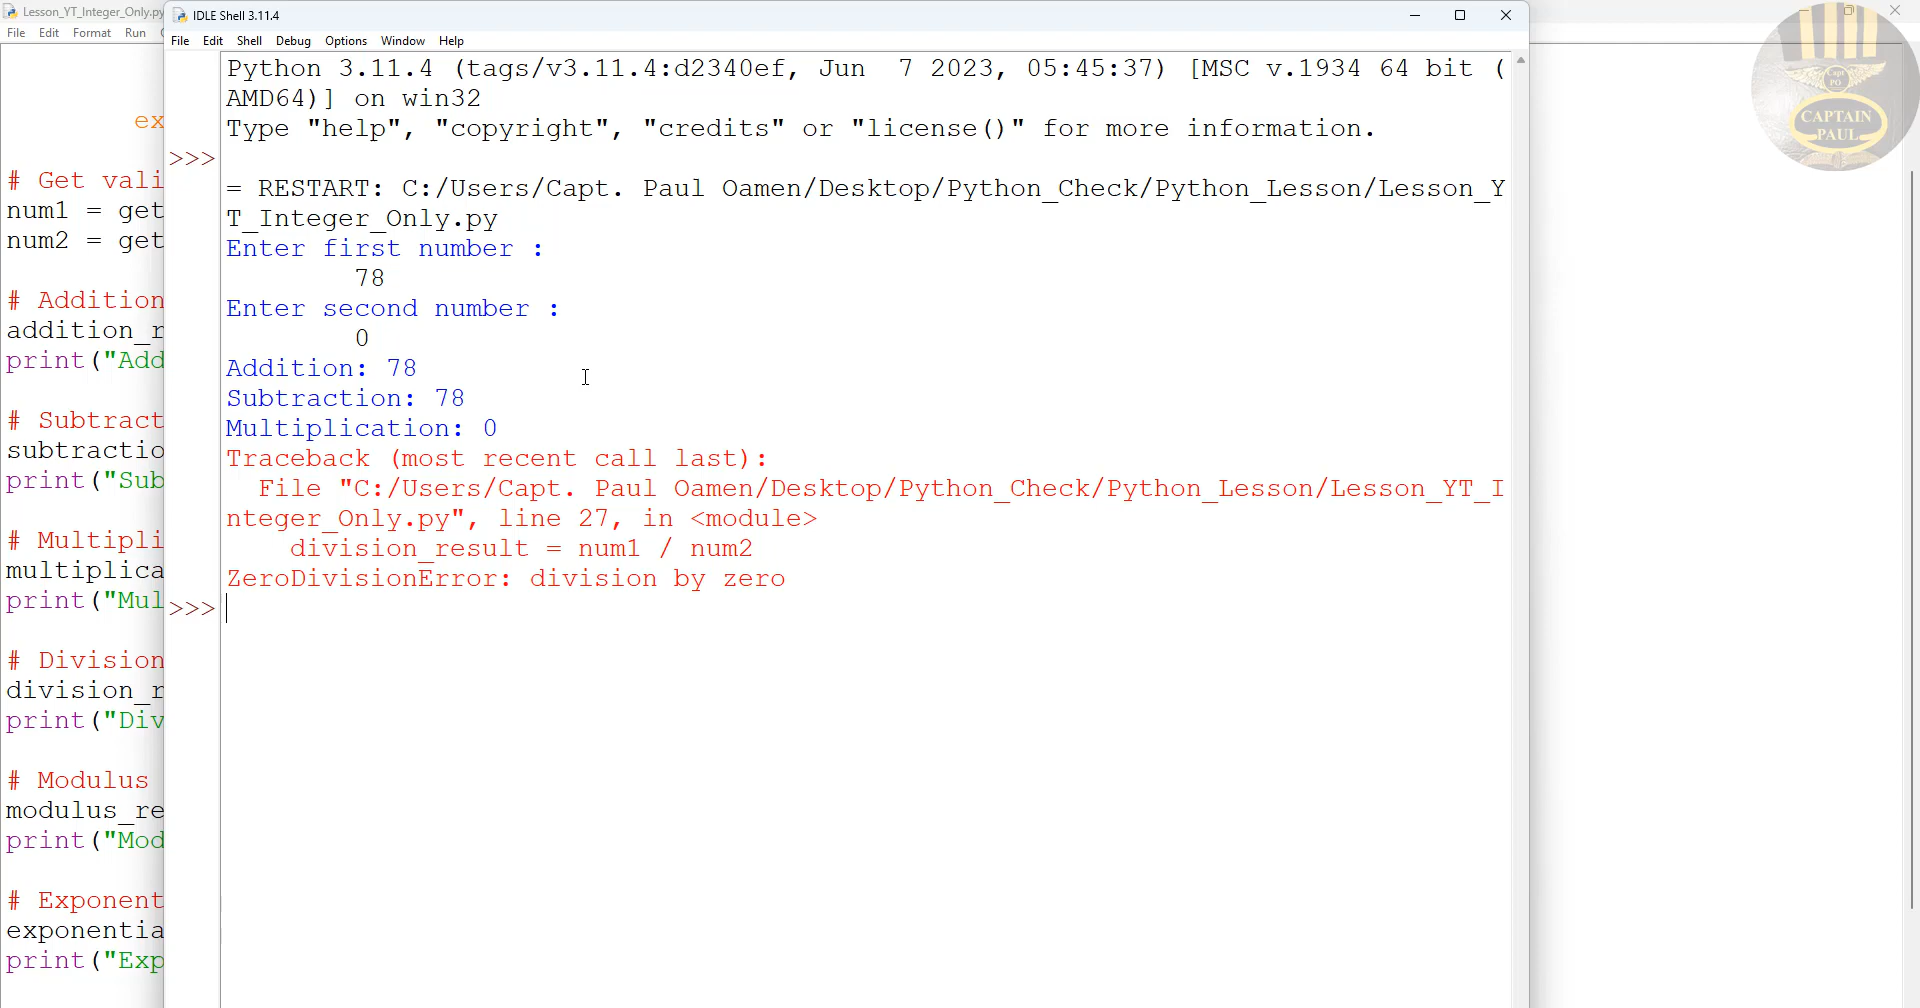 Lesson_YT_Integer_Only.py
File Edit Format Run
ex
# Get vali
num1 = get
num2 = get
# Addition
addition_r
print("Add
# Subtract
subtractio
print("Sub
# Multipli
multiplica
print("Mul
# Division
division_r
print("Div
# Modulus
modulus_re
print("Mod
# Exponent
exponentia
print("Exp
IDLE Shell 3.11.4
File Edit Shell Debug Options Window Help
Python 3.11.4 (tags/v3.11.4:d2340ef, Jun  7 2023, 05:45:37) [MSC v.1934 64 bit (
AMD64)] on win32
Type "help", "copyright", "credits" or "license()" for more information.
>>>
= RESTART: C:/Users/Capt. Paul Oamen/Desktop/Python_Check/Python_Lesson/Lesson_Y
T_Integer_Only.py
Enter first number :
78
Enter second number :
0
Addition: 78
Subtraction: 78
Multiplication: 0
Traceback (most recent call last):
File "C:/Users/Capt. Paul Oamen/Desktop/Python_Check/Python_Lesson/Lesson_YT_I
nteger_Only.py", line 27, in <module>
division_result = num1 / num2
ZeroDivisionError: division by zero
>>>
Capt
PO
CAPTAIN
PAUL